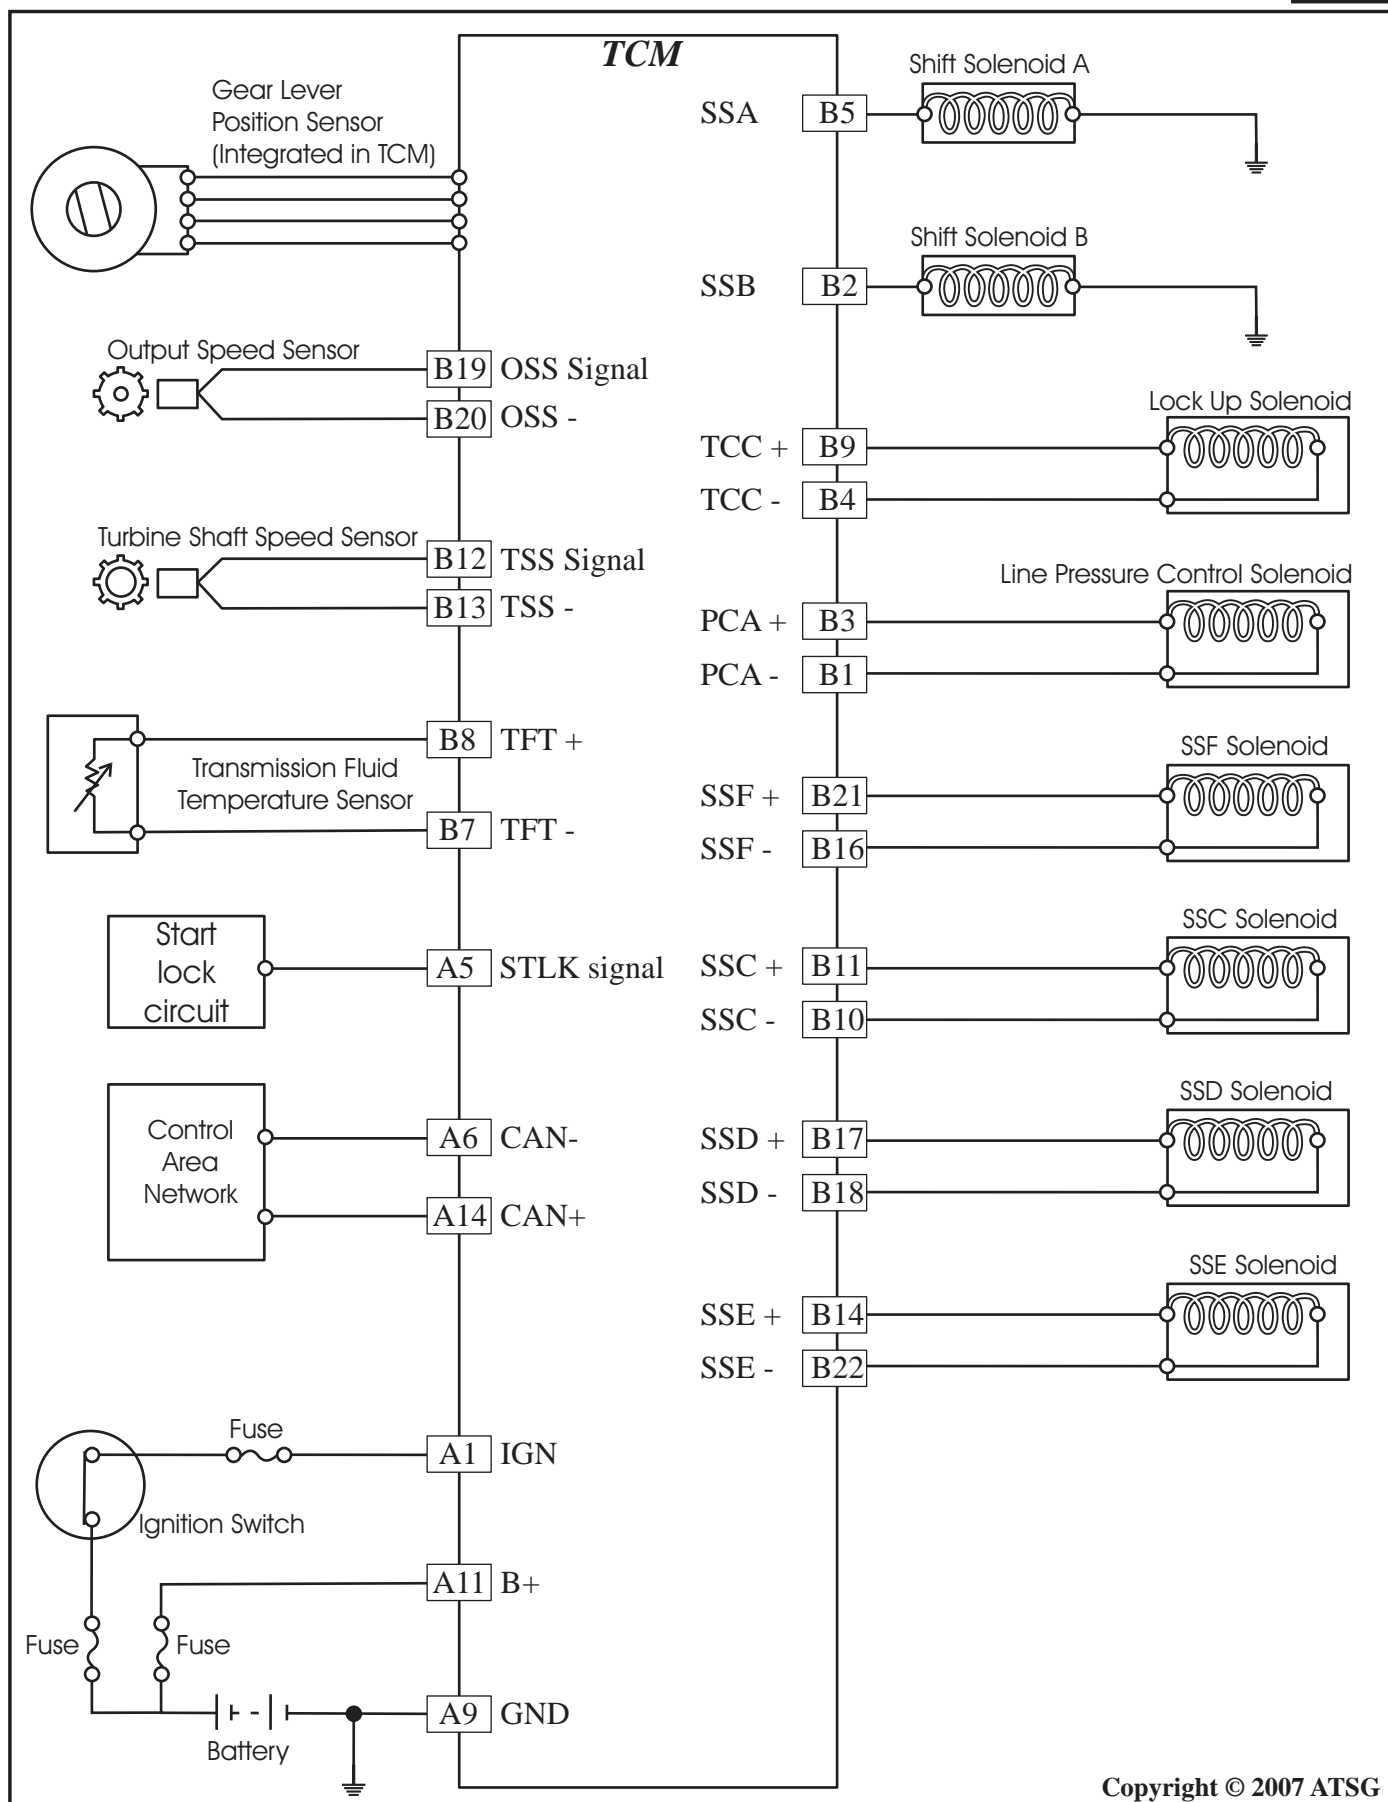 TCM
Gear Lever
Position Sensor
(Integrated in TCM)
Output Speed Sensor
B19 OSS Signal
B20 OSS -
Turbine Shaft Speed Sensor
B12 TSS Signal
B13 TSS -
B8 TFT +
Transmission Fluid
Temperature Sensor
B7 TFT -
Start
lock
circuit
A5 STLK signal
Control
Area
Network
A6 CAN-
A14 CAN+
Fuse
A1 IGN
Ignition Switch
A11 B+
Fuse
Fuse
A9 GND
Battery
Shift Solenoid A
SSA B5
Shift Solenoid B
SSB B2
Lock Up Solenoid
TCC + B9
TCC - B4
Line Pressure Control Solenoid
PCA + B3
PCA - B1
SSF Solenoid
SSF + B21
SSF - B16
SSC Solenoid
SSC + B11
SSC - B10
SSD Solenoid
SSD + B17
SSD - B18
SSE Solenoid
SSE + B14
SSE - B22
Copyright © 2007 ATSG